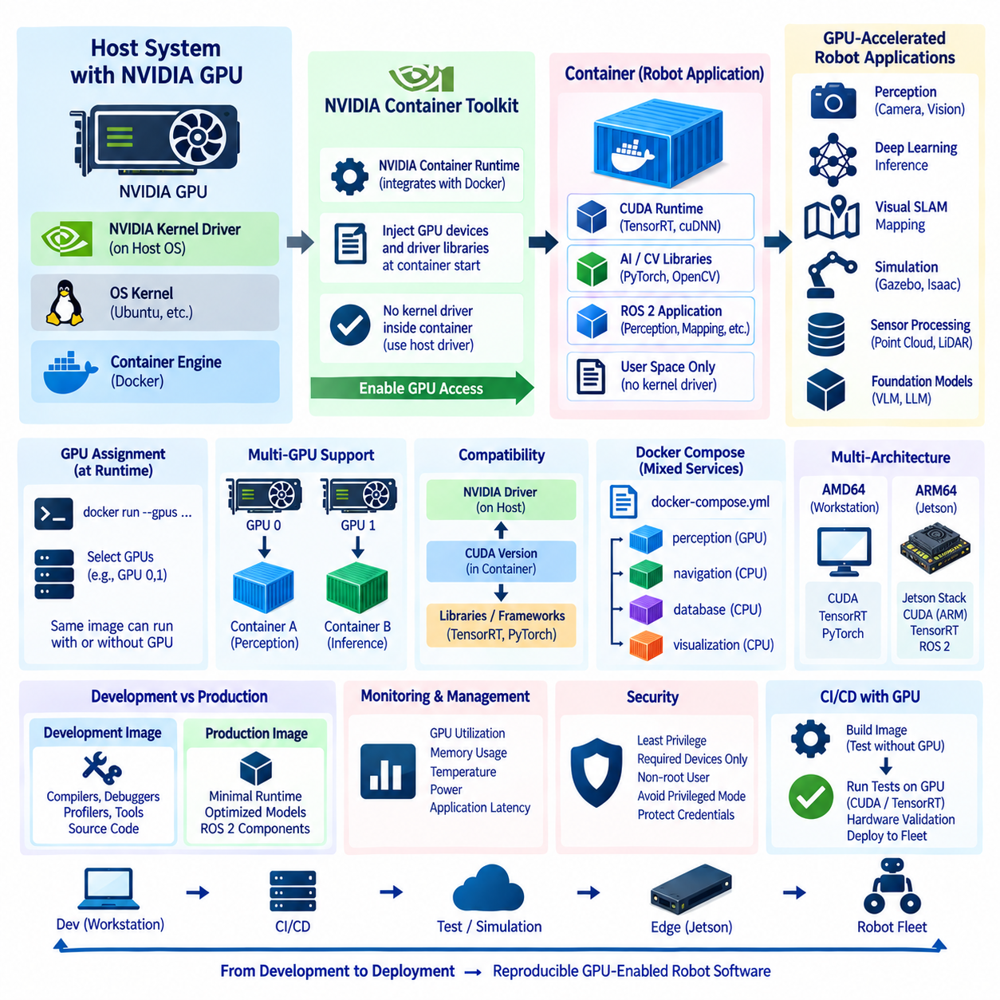 Host System
with NVIDIA GPU
NVIDIA GPU
NVIDIA Kernel Driver
(on Host OS)
OS Kernel
(Ubuntu, etc.)
Container Engine
(Docker)
NVIDIA Container Toolkit
NVIDIA Container Runtime
(integrates with Docker)
Inject GPU devices
and driver libraries
at container start
No kernel driver
inside container
(use host driver)
Enable GPU Access
Container (Robot Application)
CUDA Runtime
(TensorRT, cuDNN)
AI / CV Libraries
(PyTorch, OpenCV)
ROS 2 Application
(Perception, Mapping, etc.)
User Space Only
(no kernel driver)
GPU-Accelerated
Robot Applications
Perception
(Camera, Vision)
Deep Learning
Inference
Visual SLAM
Mapping
Simulation
(Gazebo, Isaac)
Sensor Processing
(Point Cloud, LiDAR)
Foundation Models
(VLM, LLM)
GPU Assignment
(at Runtime)
docker run --gpus ...
Select GPUs
(e.g., GPU 0,1)
Same image can run
with or without GPU
Multi-GPU Support
GPU 0
GPU 1
Container A
(Perception)
Container B
(Inference)
Compatibility
NVIDIA Driver
(on Host)
CUDA Version
(in Container)
Libraries / Frameworks
(TensorRT, PyTorch)
Docker Compose
(Mixed Services)
docker-compose.yml
perception (GPU)
navigation (CPU)
database (CPU)
visualization (CPU)
Multi-Architecture
AMD64
(Workstation)
CUDA
TensorRT
PyTorch
ARM64
(Jetson)
Jetson Stack
CUDA (ARM)
TensorRT
ROS 2
Development vs Production
Development Image
Compilers, Debuggers
Profilers, Tools
Source Code
Production Image
Minimal Runtime
Optimized Models
ROS 2 Components
Monitoring & Management
GPU Utilization
Memory Usage
Temperature
Power
Application Latency
Security
Least Privilege
Required Devices Only
Non-root User
Avoid Privileged Mode
Protect Credentials
CI/CD with GPU
Build Image
(Test without GPU)
Run Tests on GPU
(CUDA / TensorRT)
Hardware Validation
Deploy to Fleet
Dev (Workstation)
CI/CD
Test / Simulation
Edge (Jetson)
Robot Fleet
From Development to Deployment → Reproducible GPU-Enabled Robot Software